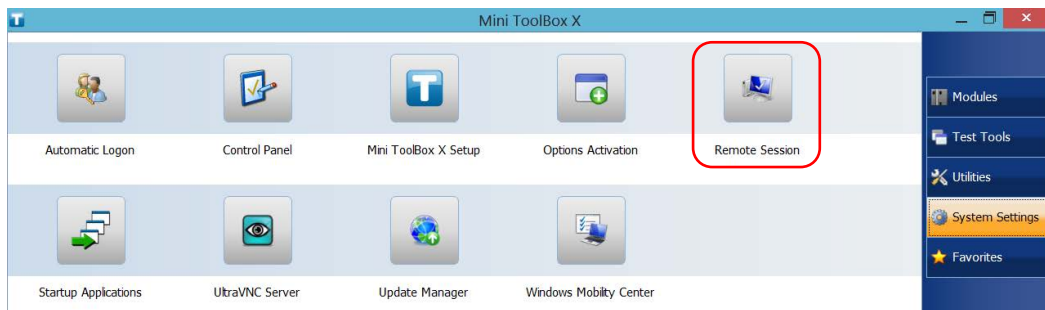 Mini ToolBox X
Automatic Logon
Control Panel
Mini ToolBox X Setup
Options Activation
Remote Session
Startup Applications
UltraVNC Server
Update Manager
Windows Mobility Center
Modules
Test Tools
Utilities
System Settings
Favorites